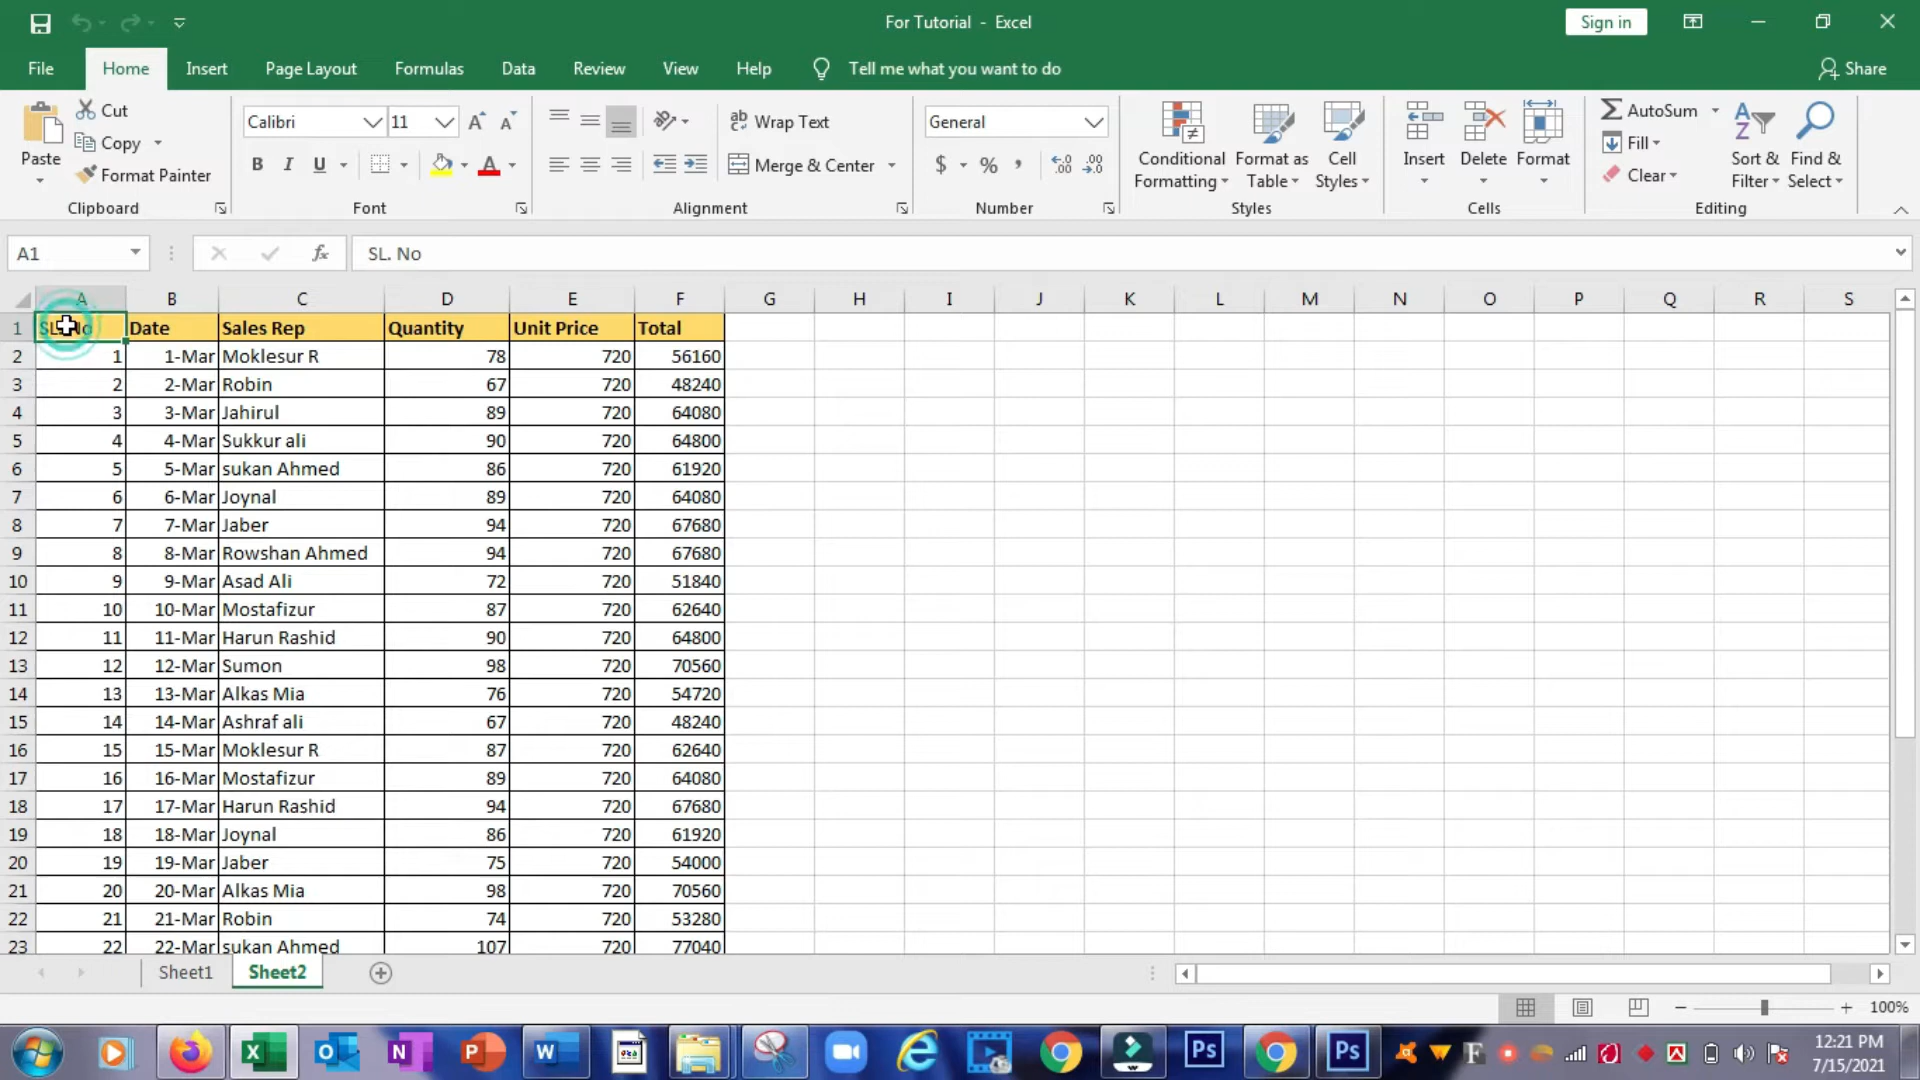 For Tutorial - Excel
Sign in
File Home Insert Page Layout Formulas Data Review View Help Tell me what you want to do Share
Paste
Cut
Copy
Format Painter
Clipboard
Calibri 11
B I U
Font
Wrap Text
Merge & Center
Alignment
General
$ % ,
Number
Conditional Formatting
Format as Table
Cell Styles
Styles
Insert Delete Format
Cells
AutoSum
Fill
Clear
Sort & Filter
Find & Select
Editing
A1 fx SL. No
A B C D E F G H I J K L M N O P Q R S
1 SL. No Date Sales Rep Quantity Unit Price Total
2 1 1-Mar Moklesur R 78 720 56160
3 2 2-Mar Robin 67 720 48240
4 3 3-Mar Jahirul 89 720 64080
5 4 4-Mar Sukkur ali 90 720 64800
6 5 5-Mar sukan Ahmed 86 720 61920
7 6 6-Mar Joynal 89 720 64080
8 7 7-Mar Jaber 94 720 67680
9 8 8-Mar Rowshan Ahmed 94 720 67680
10 9 9-Mar Asad Ali 72 720 51840
11 10 10-Mar Mostafizur 87 720 62640
12 11 11-Mar Harun Rashid 90 720 64800
13 12 12-Mar Sumon 98 720 70560
14 13 13-Mar Alkas Mia 76 720 54720
15 14 14-Mar Ashraf ali 67 720 48240
16 15 15-Mar Moklesur R 87 720 62640
17 16 16-Mar Mostafizur 89 720 64080
18 17 17-Mar Harun Rashid 94 720 67680
19 18 18-Mar Joynal 86 720 61920
20 19 19-Mar Jaber 75 720 54000
21 20 20-Mar Alkas Mia 98 720 70560
22 21 21-Mar Robin 74 720 53280
23 22 22-Mar sukan Ahmed 107 720 77040
Sheet1 Sheet2
100%
12:21 PM
7/15/2021